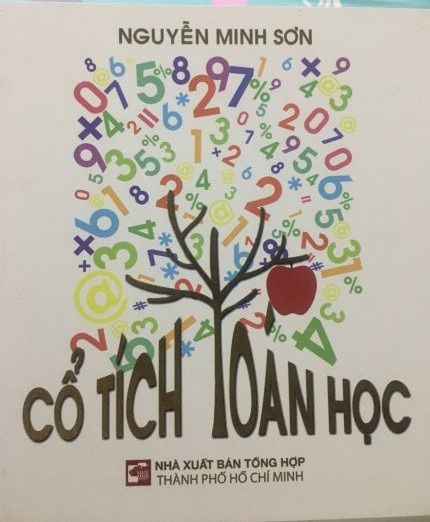 NGUYỄN MINH SƠN
CỔ TÍCH TOÁN HỌC
NHÀ XUẤT BẢN TỔNG HỢP
THÀNH PHỐ HỒ CHÍ MINH